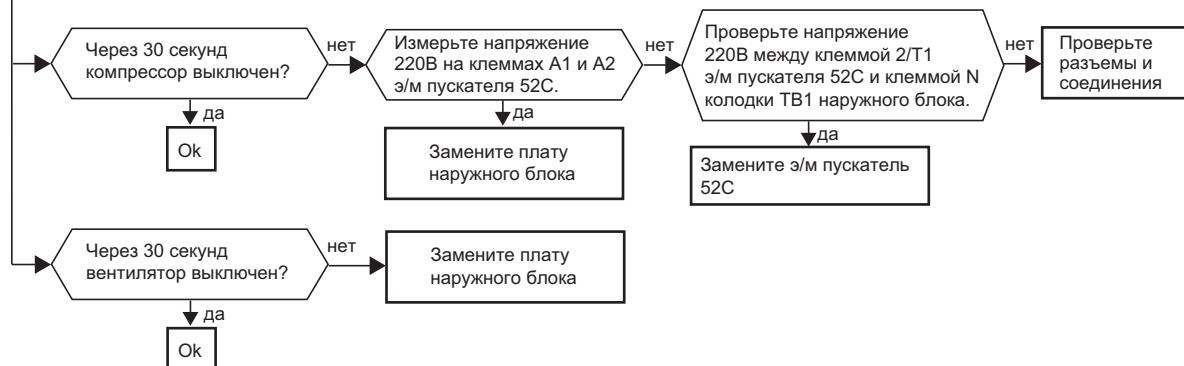 Через 30 секунд
компрессор выключен?
нет
Измерьте напряжение
220В на клеммах А1 и А2
э/м пускателя 52С.
нет
Проверьте напряжение
220В между клеммой 2/Т1
э/м пускателя 52С и клеммой N
колодки ТВ1 наружного блока.
нет
Проверьте
разъемы и
соединения
да
Ok
да
Замените плату
наружного блока
да
Замените э/м пускатель
52С
Через 30 секунд
вентилятор выключен?
нет
Замените плату
наружного блока
да
Ok